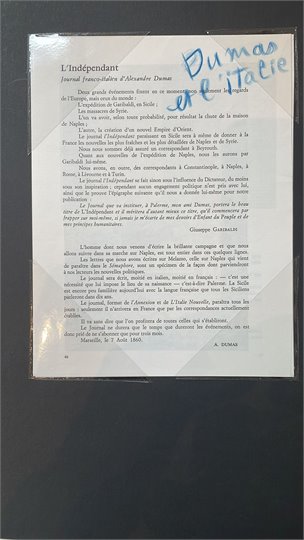 Dumas
et l'italie
L'Indépendant
Journal franco-italien d'Alexandre Dumas
Deux grands événements fixent en ce moment non seulement les regards
de l'Europe, mais ceux du monde :
L'expédition de Garibaldi, en Sicile ;
Les massacres de Syrie.
L'un va avoir, selon toute probabilité, pour résultat la chute de la maison
de Naples ;
L'autre, la création d'un nouvel Empire d'Orient.
Le journal l'Indépendant paraissant en Sicile sera à même de donner à la
France les nouvelles les plus fraîches et les plus détaillées de Naples et de Syrie.
Nous nous sommes déjà assuré un correspondant à Beyrouth.
Quant aux nouvelles de l'expédition de Naples, nous les aurons par
Garibaldi lui-même.
Nous avons, en outre, des correspondants à Constantinople, à Naples, à
Rome, à Livourne et à Turin.
Le journal l'Indépendant se fait sinon sous l'influence du Dictateur, du moins
sous son inspiration ; cependant aucun engagement politique n'est pris avec lui,
ainsi que le prouve l'épigraphe suivante qu'il nous a donnée lui-même pour notre
publication :
Le Journal que va instituer, à Palerme, mon ami Dumas, portera le beau
titre de L'Indépendant et il méritera d'autant mieux ce titre, qu'il commencera par
frapper sur moi-même, si jamais je m'écarte de mes devoirs d'Enfant du Peuple et de
mes principes humanitaires.
Giuseppe GARIBALDI
L'homme dont nous venons d'écrire la brillante campagne et que nous
allons suivre dans sa marche sur Naples, est tout entier dans ces quelques lignes.
Les lettres que nous avons écrites sur Melazzo, celle sur Naples qui vient
de paraître dans le Sémaphore, sont un spécimen de la façon dont parviendront
à nos lecteurs les nouvelles politiques.
Le journal sera écrit, moitié en italien, moitié en français — c'est une
nécessité que lui impose le lieu de sa naissance — c'est-à-dire Palerme. La Sicile
est encore peu familière avec la langue française que tous les Siciliens
parleront dans dix ans.
Le journal, format de l'Annexion et de L'Italie Nouvelle, paraîtra tous les
jours : seulement il n'arrivera en France que par les correspondances actuellement
établies.
Il va sans dire que l'on profitera de toutes celles qui s'établiront.
Le Journal ne durera que le temps que dureront les événements, on est
donc prié de ne s'abonner que pour trois mois.
Marseille, le 7 Août 1860.
A. DUMAS